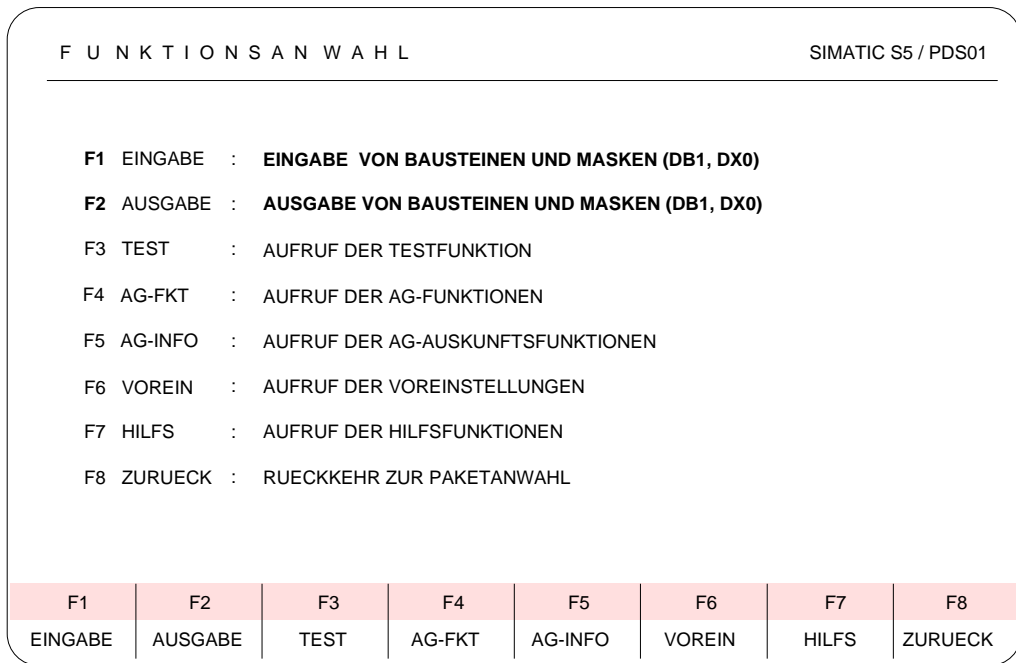 FUNKTIONSANWAHL SIMATIC S5 / PDS01
F1 EINGABE : EINGABE VON BAUSTEINEN UND MASKEN (DB1, DX0)
F2 AUSGABE : AUSGABE VON BAUSTEINEN UND MASKEN (DB1, DX0)
F3 TEST : AUFRUF DER TESTFUNKTION
F4 AG-FKT : AUFRUF DER AG-FUNKTIONEN
F5 AG-INFO : AUFRUF DER AG-AUSKUNFTSFUNKTIONEN
F6 VOREIN : AUFRUF DER VOREINSTELLUNGEN
F7 HILFS : AUFRUF DER HILFSFUNKTIONEN
F8 ZURUECK : RUECKKEHR ZUR PAKETANWAHL
F1 F2 F3 F4 F5 F6 F7 F8
EINGABE AUSGABE TEST AG-FKT AG-INFO VOREIN HILFS ZURUECK